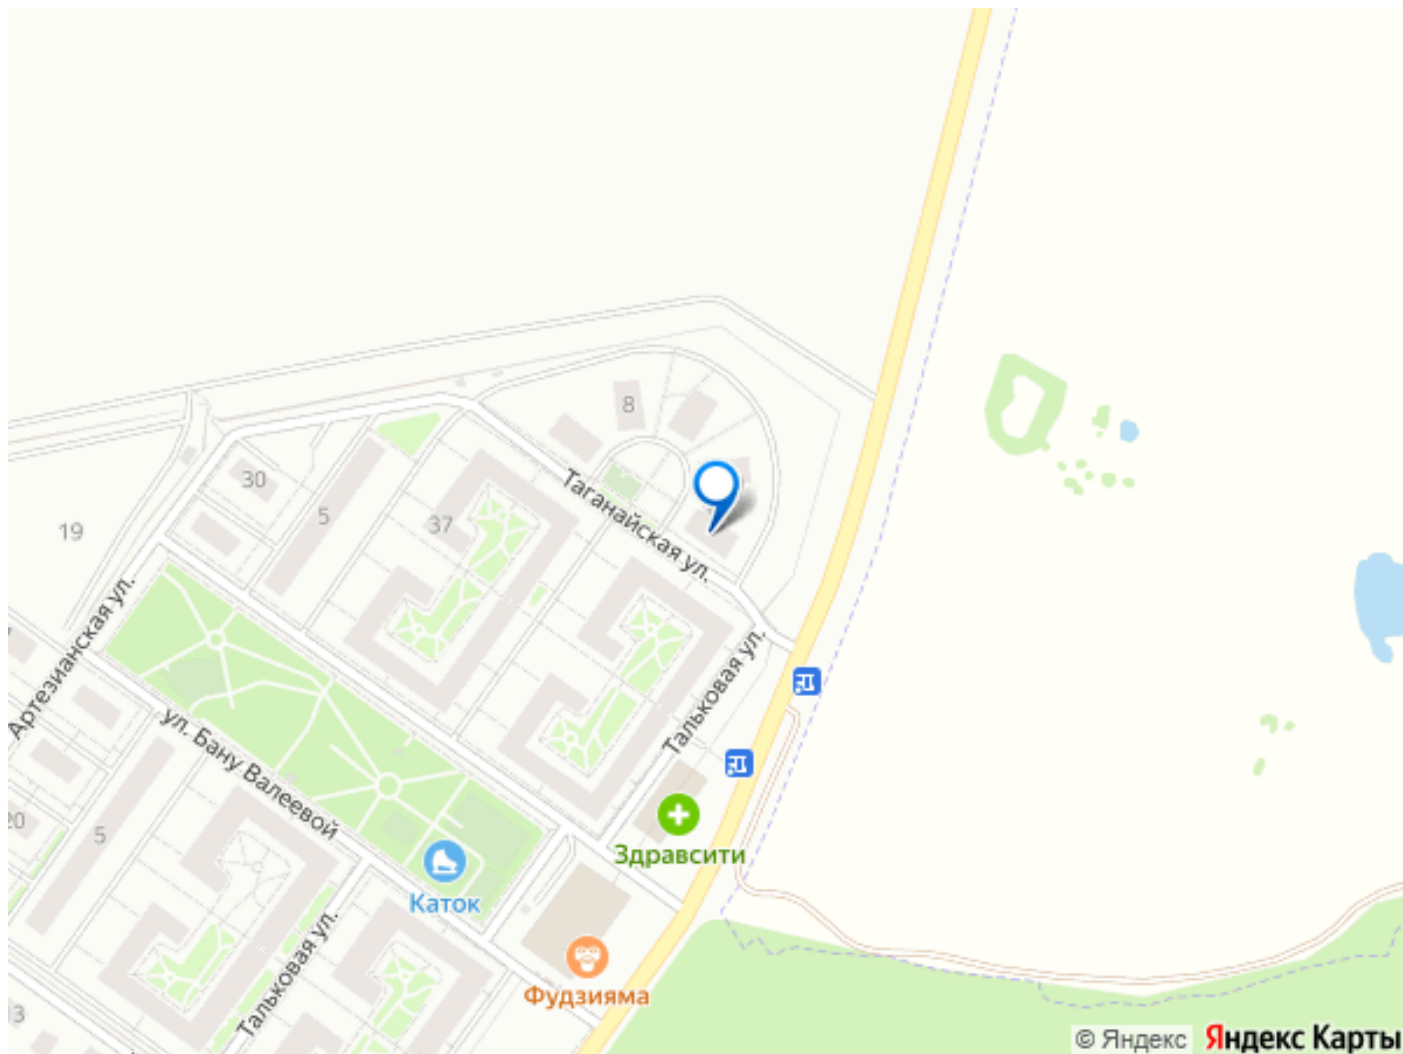 8
30
5
37
19
Таганайская ул.
Артезианская ул.
Тальковая ул.
ул. Бану Валеевой
20
5
Здравсити
Каток
Тальковая ул.
Фудзияма
3
© Яндекс Яндекс Карты